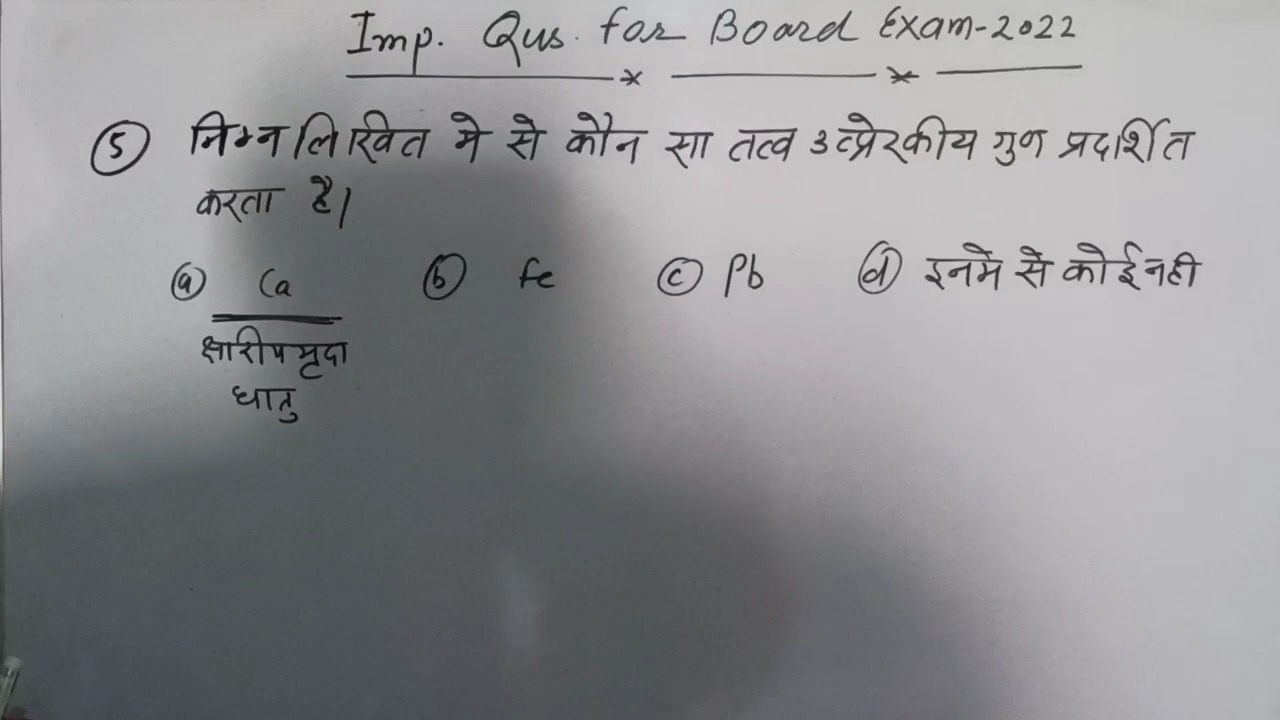 Imp. Qus. for Board Exam-2022
⑤ निम्नलिखित मे से कौन सा तत्व उत्प्रेरकीय गुण प्रदर्शित
करता है।
ⓐ Ca ⓑ fe ⓒ Pb ⓓ इनमे से कोई नही
क्षारीय मृदा
धातु